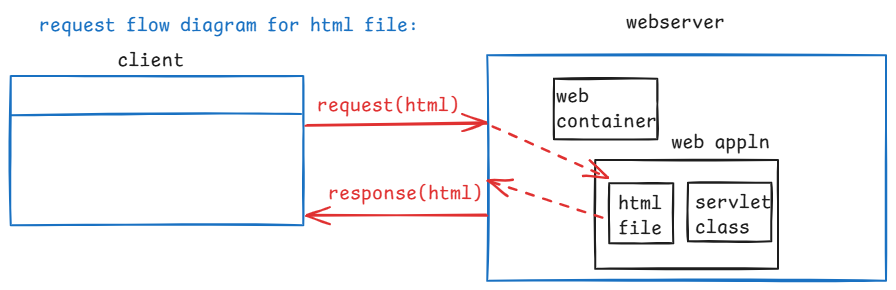 request flow diagram for html file:
webserver
client
web
container
request(html)
web appln
response(html)
html
file
servlet
class